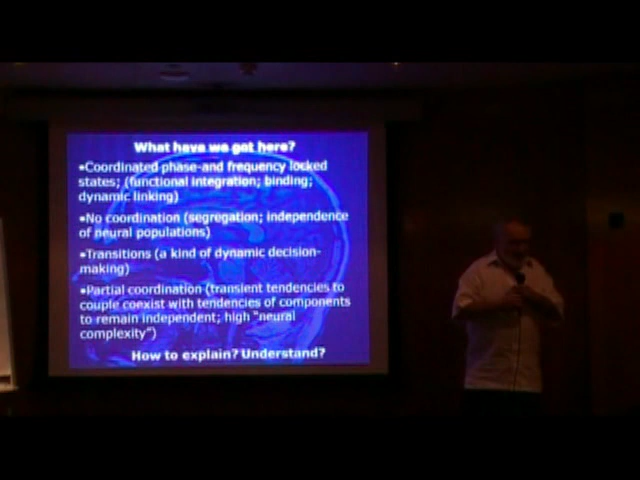 What have we got here?
•Coordinated phase-and frequency locked
states; (functional integration; binding;
dynamic linking)
•No coordination (segregation; independence
of neural populations)
•Transitions (a kind of dynamic decision-
making)
•Partial coordination (transient tendencies to
couple coexist with tendencies of components
to remain independent; high “neural
complexity”)
How to explain? Understand?